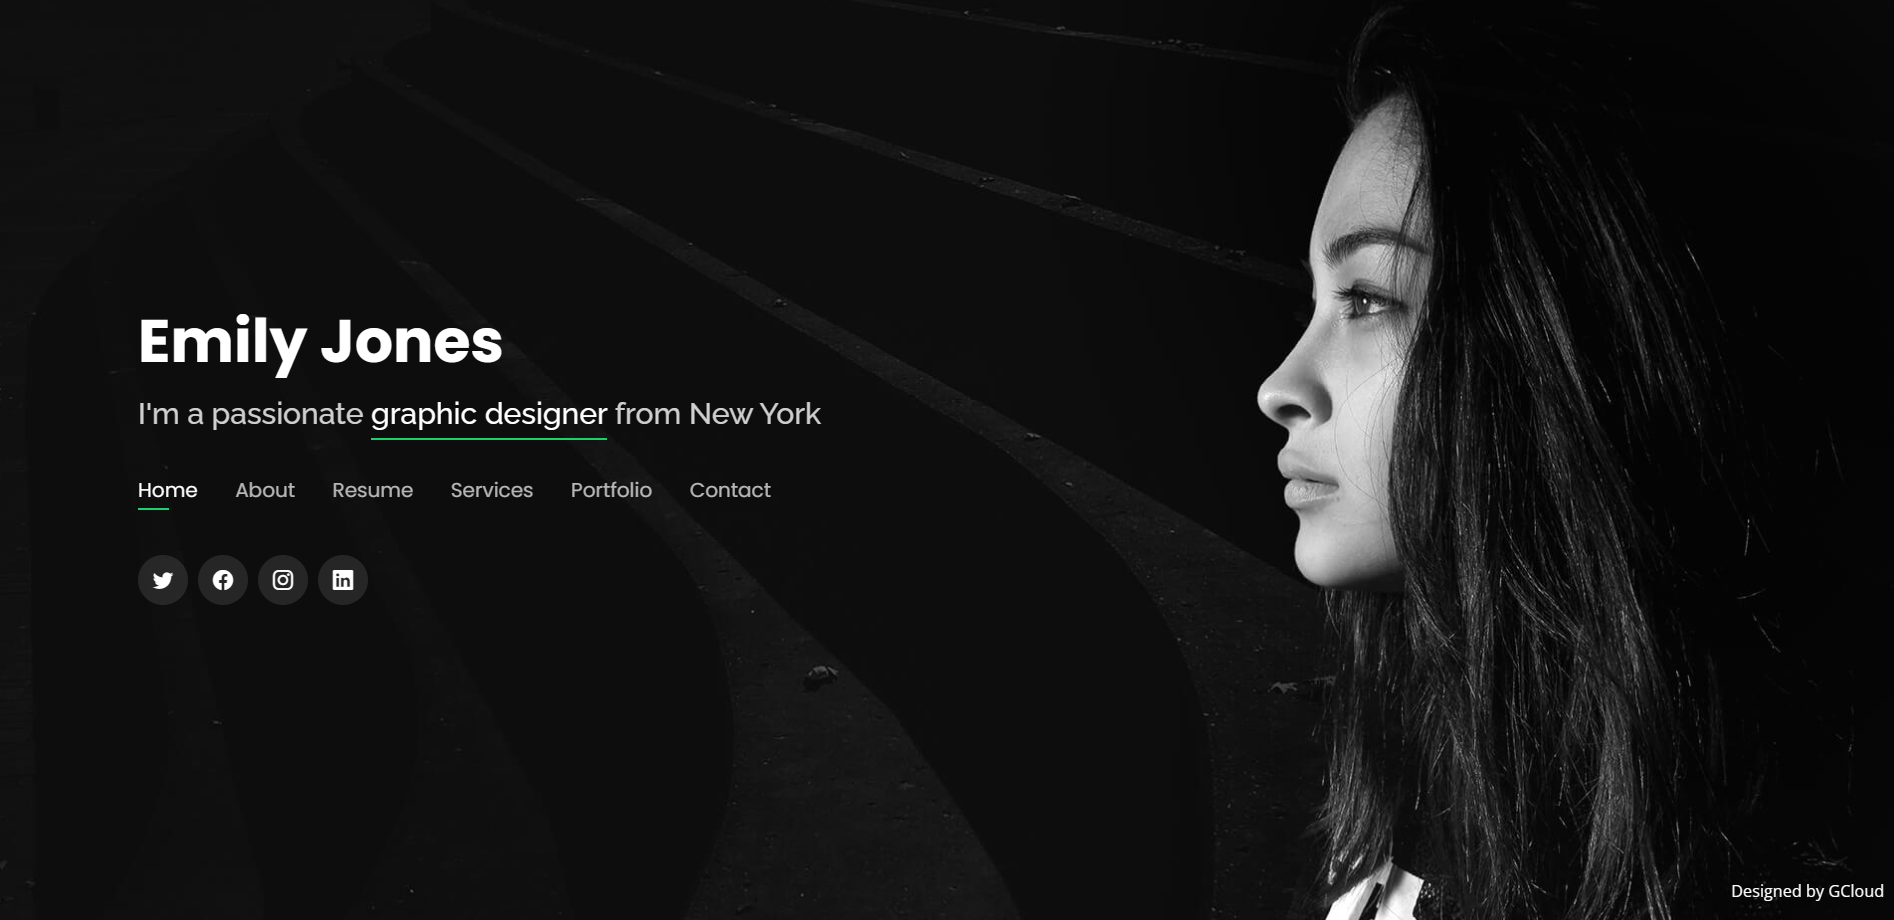 Emily Jones
I'm a passionate graphic designer from New York
Home About Resume Services Portfolio Contact
Designed by GCloud